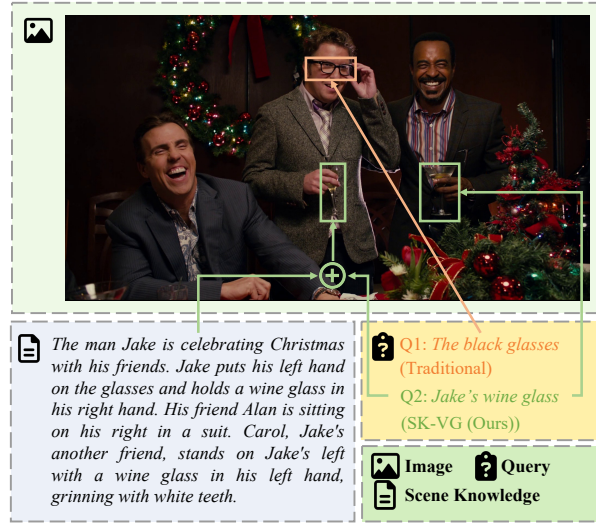 The man Jake is celebrating Christmas
with his friends. Jake puts his left hand
on the glasses and holds a wine glass in
his right hand. His friend Alan is sitting
on his right in a suit. Carol, Jake's
another friend, stands on Jake's left
with a wine glass in his left hand,
grinning with white teeth.
Q1: The black glasses
(Traditional)
Q2: Jake's wine glass
(SK-VG (Ours))
Image Query
Scene Knowledge